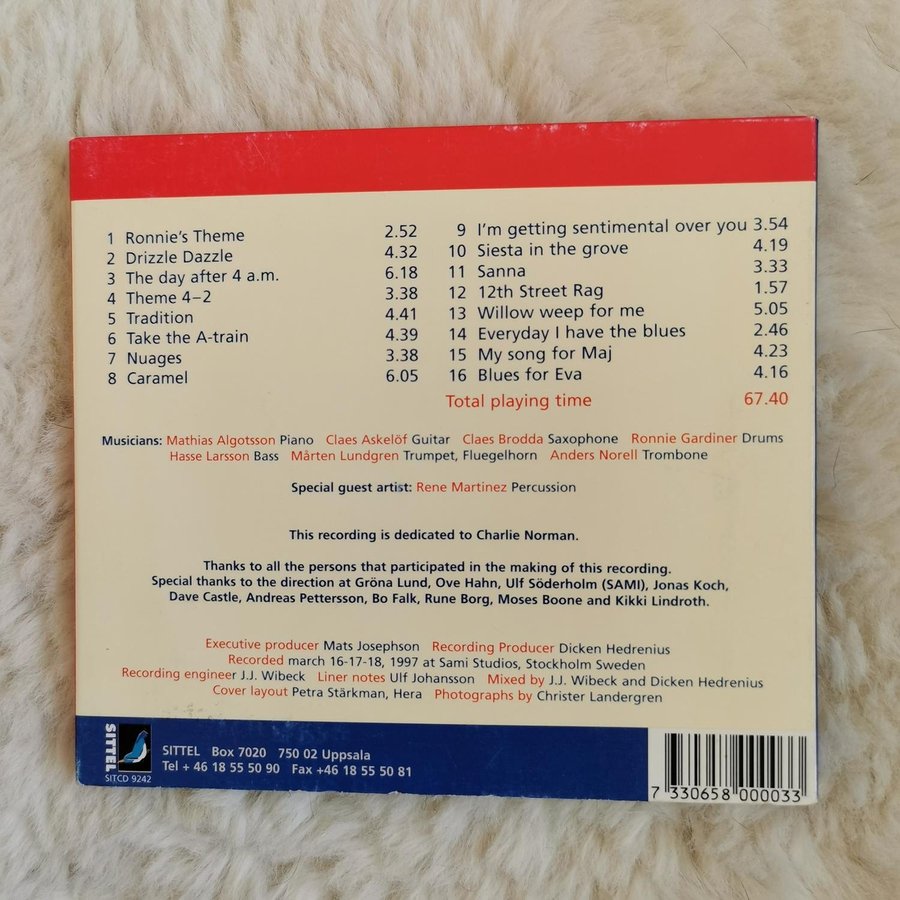 1 Ronnie's Theme 2.52
2 Drizzle Dazzle 4.32
3 The day after 4 a.m. 6.18
4 Theme 4–2 3.38
5 Tradition 4.41
6 Take the A-train 4.39
7 Nuages 3.38
8 Caramel 6.05
9 I'm getting sentimental over you 3.54
10 Siesta in the grove 4.19
11 Sanna 3.33
12 12th Street Rag 1.57
13 Willow weep for me 5.05
14 Everyday I have the blues 2.46
15 My song for Maj 4.23
16 Blues for Eva 4.16
Total playing time 67.40
Musicians: Mathias Algotsson Piano Claes Askelöf Guitar Claes Brodda Saxophone Ronnie Gardiner Drums
Hasse Larsson Bass Mårten Lundgren Trumpet, Fluegelhorn Anders Norell Trombone
Special guest artist: Rene Martinez Percussion
This recording is dedicated to Charlie Norman.
Thanks to all the persons that participated in the making of this recording.
Special thanks to the direction at Gröna Lund, Ove Hahn, Ulf Söderholm (SAMI), Jonas Koch,
Dave Castle, Andreas Pettersson, Bo Falk, Rune Borg, Moses Boone and Kikki Lindroth.
Executive producer Mats Josephson Recording Producer Dicken Hedrenius
Recorded march 16-17-18, 1997 at Sami Studios, Stockholm Sweden
Recording engineer J.J. Wibeck Liner notes Ulf Johansson Mixed by J.J. Wibeck and Dicken Hedrenius
Cover layout Petra Stärkman, Hera Photographs by Christer Landergren
SITTEL
SITCD 9242
SITTEL Box 7020 750 02 Uppsala
Tel + 46 18 55 50 90 Fax +46 18 55 50 81
7 330658 000033